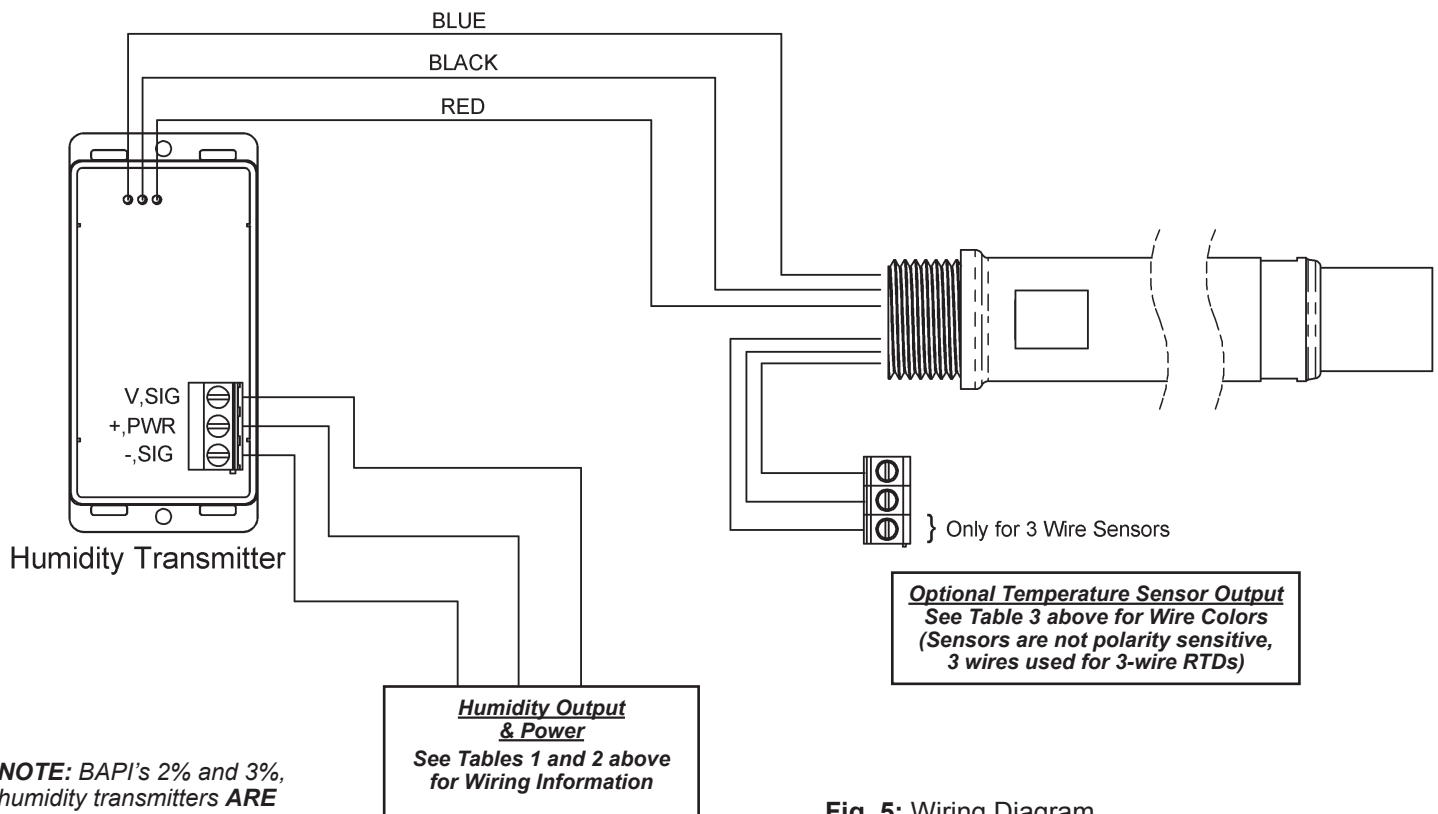 BLUE
BLACK
RED
V,SIG
+,PWR
-,SIG
Humidity Transmitter
} Only for 3 Wire Sensors
Optional Temperature Sensor Output
See Table 3 above for Wire Colors
(Sensors are not polarity sensitive,
3 wires used for 3-wire RTDs)
Humidity Output
& Power
See Tables 1 and 2 above
for Wiring Information
NOTE: BAPI's 2% and 3%,
humidity transmitters ARE
Fig. 5: Wiring Diagram